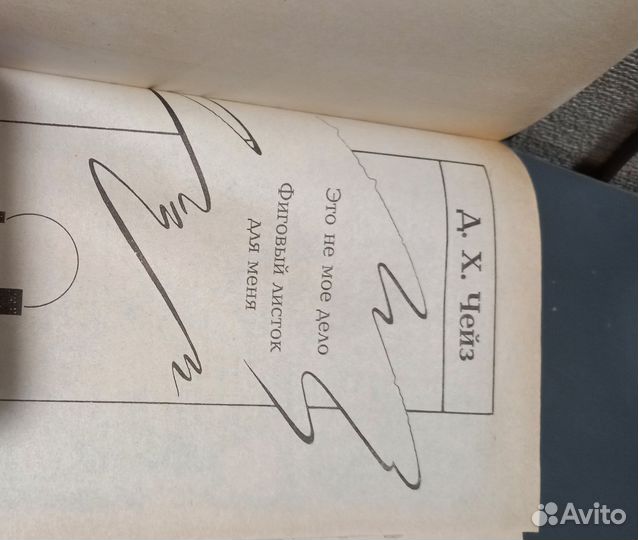 Д. Х. Чейз
Это не мое дело
Фиговый листок
для меня
Avito